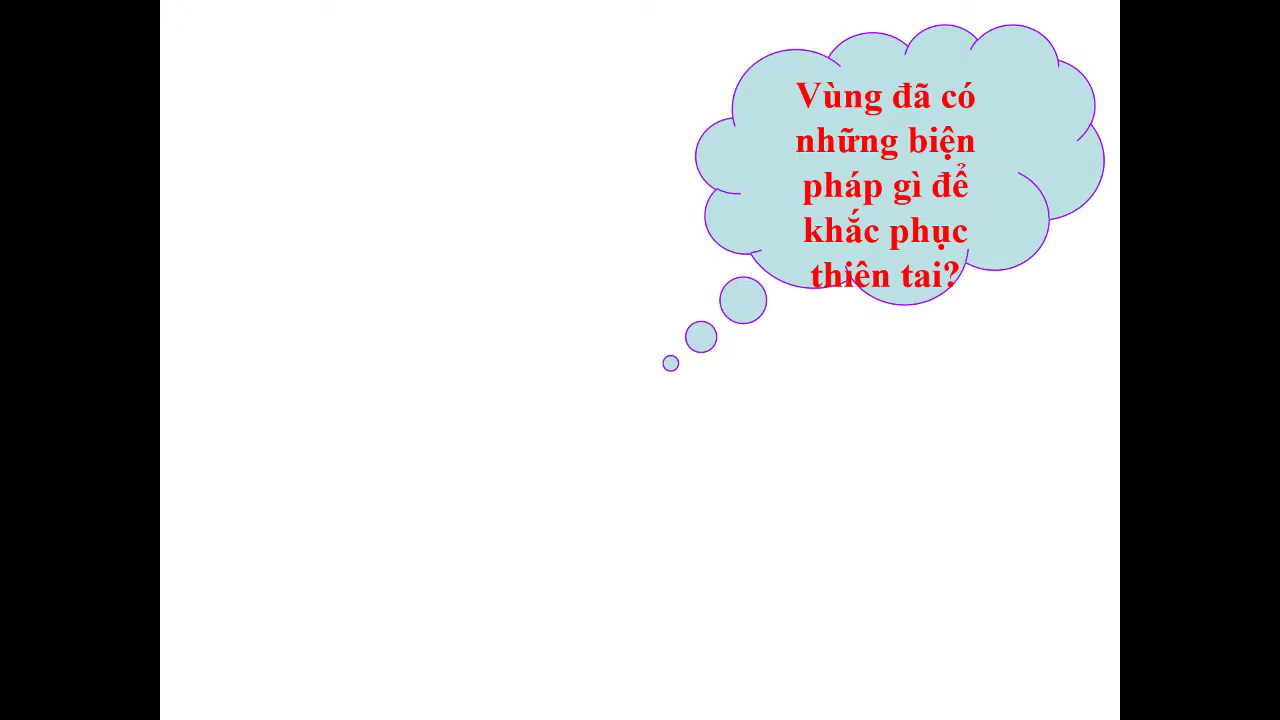 Vùng đã có
những biện
pháp gì để
khắc phục
thiên tai?